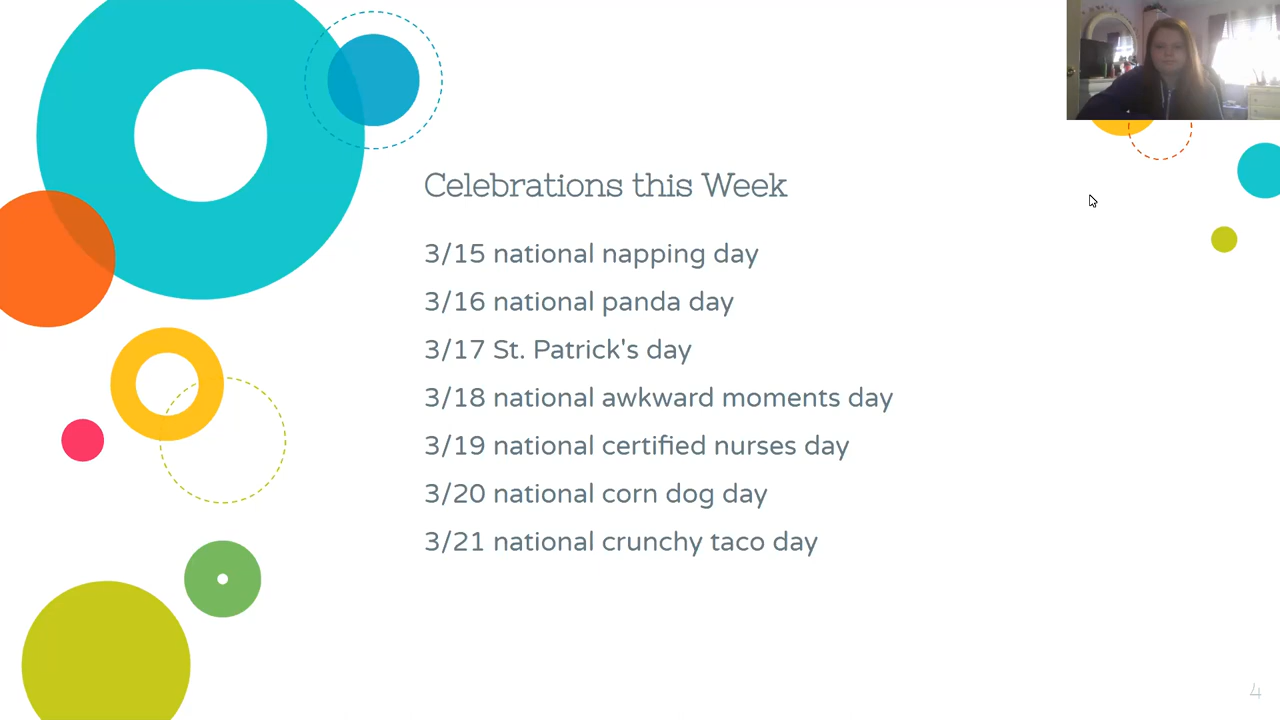 Celebrations this Week
3/15 national napping day
3/16 national panda day
3/17 St. Patrick's day
3/18 national awkward moments day
3/19 national certified nurses day
3/20 national corn dog day
3/21 national crunchy taco day
4